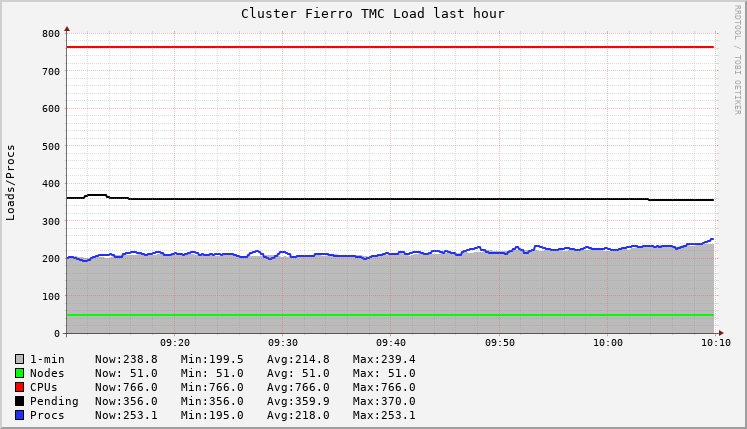 Cluster Fierro TMC Load last hour
RRDTOOL / TOBI OETIKER
Loads/Procs
800
700
600
500
400
300
200
100
0
09:20 09:30 09:40 09:50 10:00 10:10
1-min Now:238.8 Min:199.5 Avg:214.8 Max:239.4
Nodes Now: 51.0 Min: 51.0 Avg: 51.0 Max: 51.0
CPUs Now:766.0 Min:766.0 Avg:766.0 Max:766.0
Pending Now:356.0 Min:356.0 Avg:359.9 Max:370.0
Procs Now:253.1 Min:195.0 Avg:218.0 Max:253.1